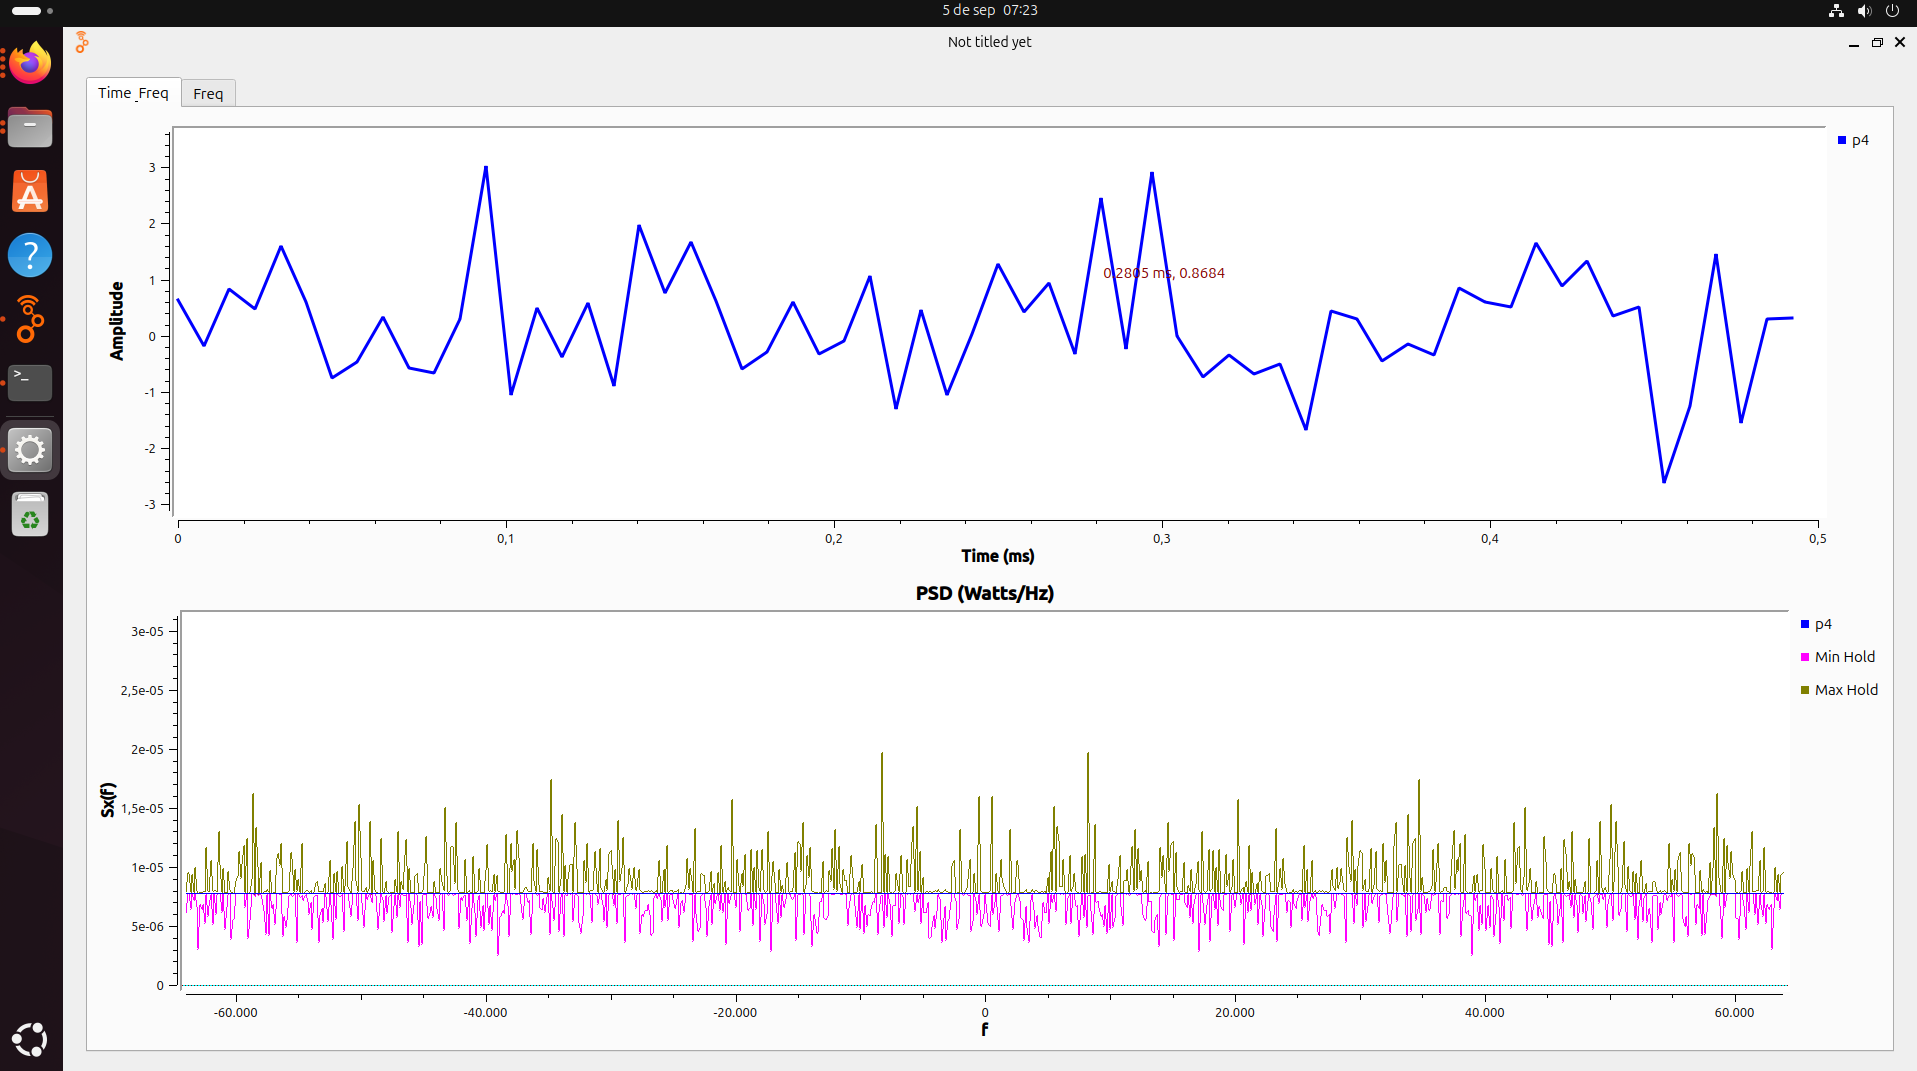 5 de sep 07:23
Not titled yet
Time_Freq
Freq
p4
3
2
1
0
-1
-2
-3
Amplitude
0.2805 ms, 0.8684
0
0,1
0,2
0,3
0,4
0,5
Time (ms)
PSD (Watts/Hz)
p4
Min Hold
Max Hold
3e-05
2,5e-05
2e-05
1,5e-05
1e-05
5e-06
0
Sx(f)
-60.000
-40.000
-20.000
0
20.000
40.000
60.000
f